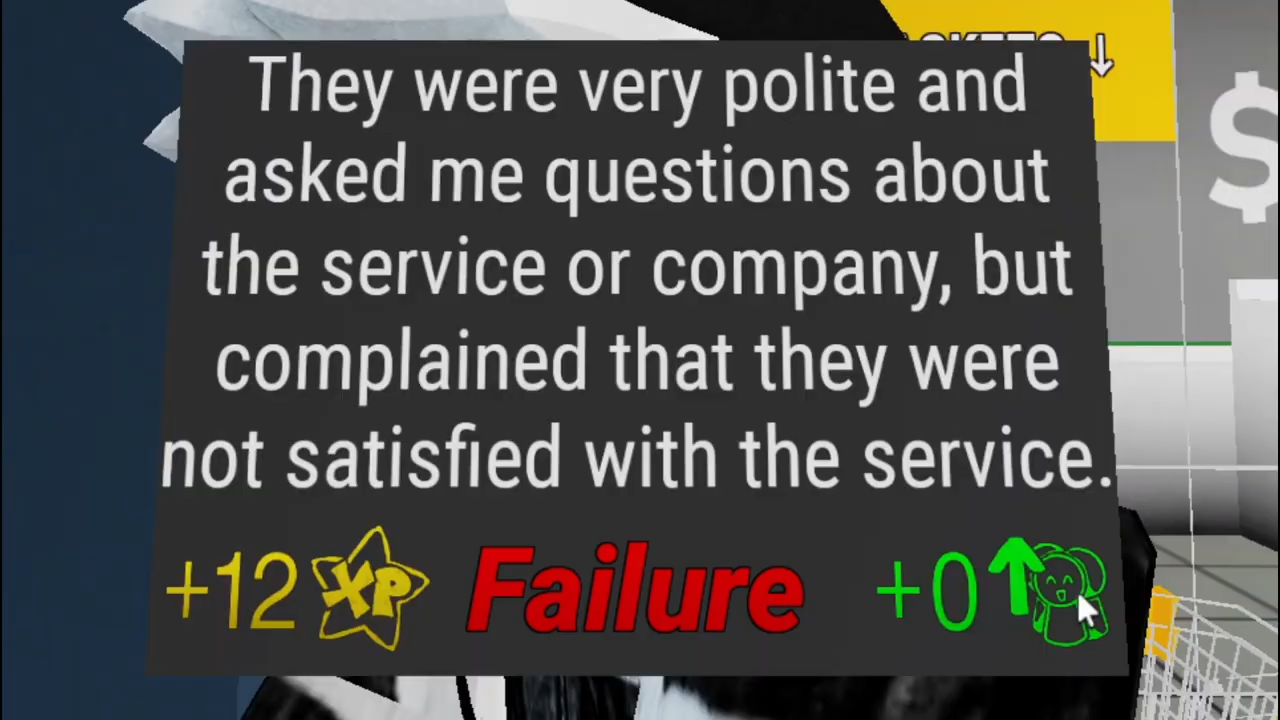 They were very polite and
asked me questions about
the service or company, but
complained that they were
not satisfied with the service.
+12 XP Failure +0
$